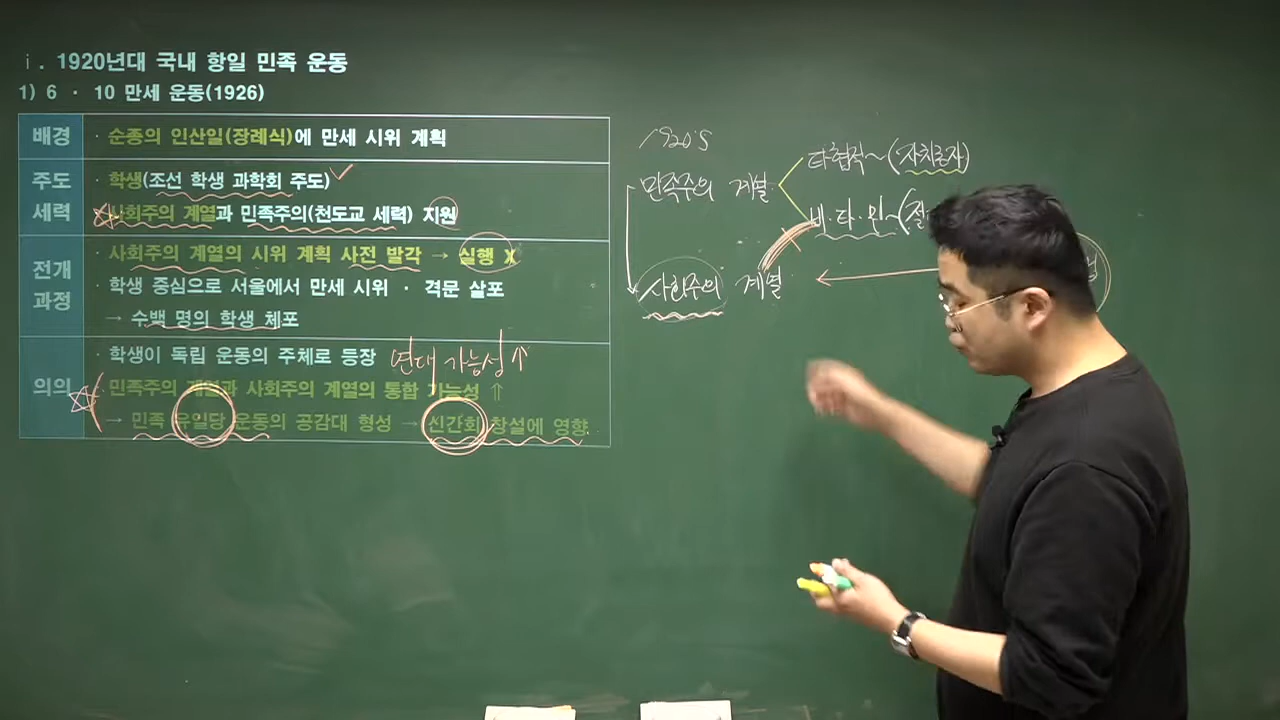 ⅰ. 1920년대 국내 항일 민족 운동
1) 6 · 10 만세 운동(1926)
배경
· 순종의 인산일(장례식)에 만세 시위 계획
주도
세력
· 학생(조선 학생 과학회 주도)
· 사회주의 계열과 민족주의(천도교 세력) 지원
전개
과정
· 사회주의 계열의 시위 계획 사전 발각 → 실행 X
· 학생 중심으로 서울에서 만세 시위 · 격문 살포
→ 수백 명의 학생 체포
의의
· 학생이 독립 운동의 주체로 등장 연대 가능성 ↑
· 민족주의 계열과 사회주의 계열의 통합 가능성 ⇑
→ 민족 유일당 운동의 공감대 형성 → 신간회 창설에 영향
1920's
민족주의 계열
타협적~(자치론자)
비·타·민~(절
사회주의 계열